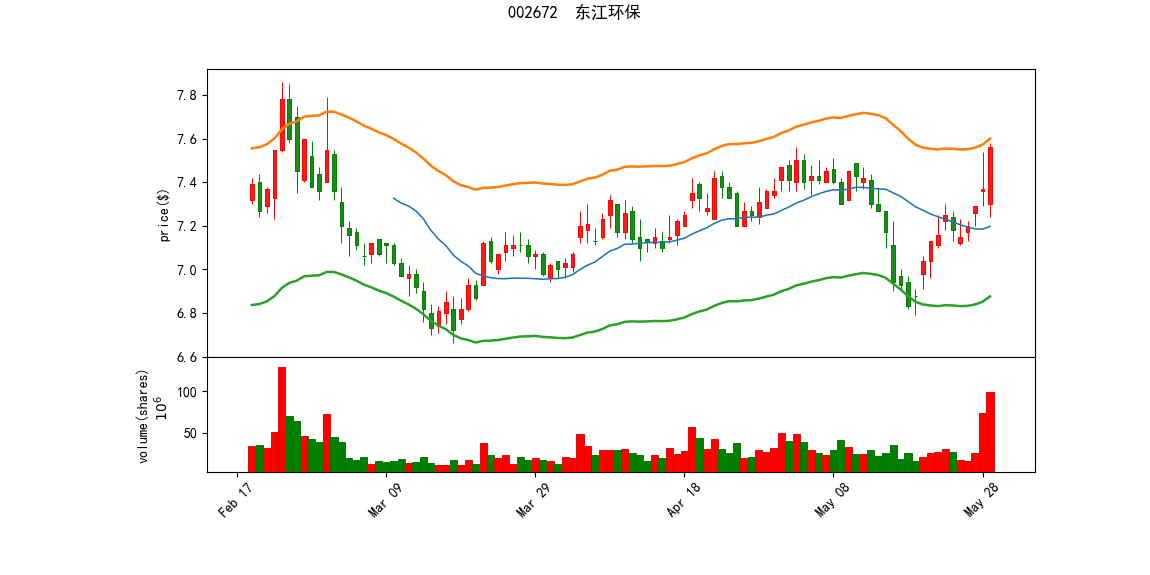 002672 东江环保
price($)
7.8
7.6
7.4
7.2
7.0
6.8
6.6
volume(shares)
10^6
100
50
Feb 17
Mar 09
Mar 29
Apr 18
May 08
May 28